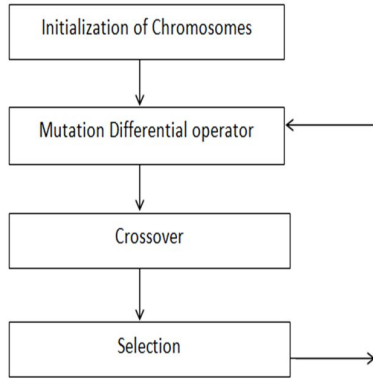 Initialization of Chromosomes
Mutation Differential operator
Crossover
Selection